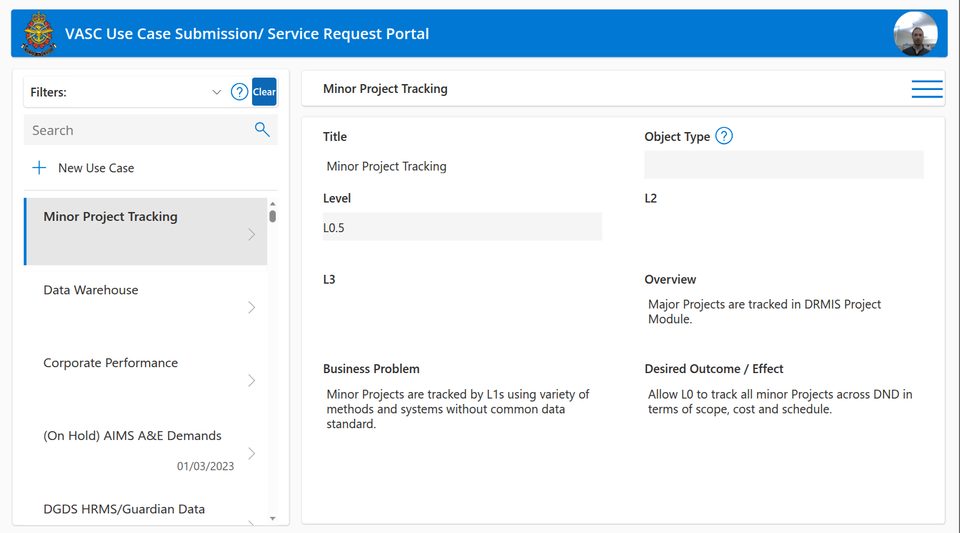 VASC Use Case Submission/ Service Request Portal
Filters:
Clear
Search
New Use Case
Minor Project Tracking
Data Warehouse
Corporate Performance
(On Hold) AIMS A&E Demands
01/03/2023
DGDS HRMS/Guardian Data
Minor Project Tracking
Title
Minor Project Tracking
Object Type
Level
L0.5
L2
L3
Overview
Major Projects are tracked in DRMIS Project
Module.
Business Problem
Minor Projects are tracked by L1s using variety of
methods and systems without common data
standard.
Desired Outcome / Effect
Allow L0 to track all minor Projects across DND in
terms of scope, cost and schedule.